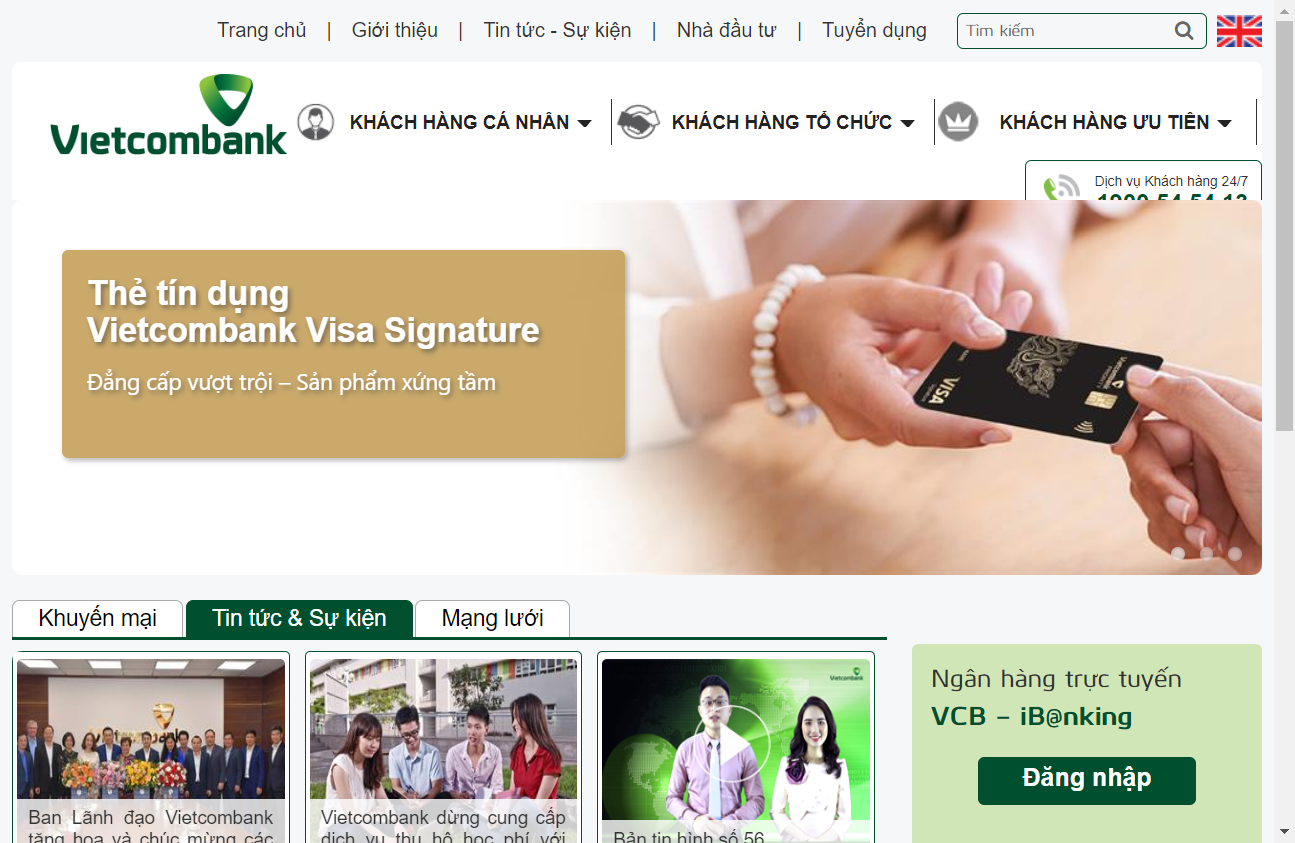 Trang chủ | Giới thiệu | Tin tức - Sự kiện | Nhà đầu tư | Tuyển dụng
Tìm kiếm
Vietcombank
KHÁCH HÀNG CÁ NHÂN
KHÁCH HÀNG TỔ CHỨC
KHÁCH HÀNG ƯU TIÊN
Dịch vụ Khách hàng 24/7
1900 54 54 13
Thẻ tín dụng
Vietcombank Visa Signature
Đẳng cấp vượt trội – Sản phẩm xứng tầm
VISA
Khuyến mại
Tin tức & Sự kiện
Mạng lưới
Vietcombank
Ban Lãnh đạo Vietcombank
tặng hoa và chúc mừng các
Vietcombank dừng cung cấp
dịch vụ thu hộ học phí với
Bản tin hình số 56
Ngân hàng trực tuyến
VCB – iB@nking
Đăng nhập